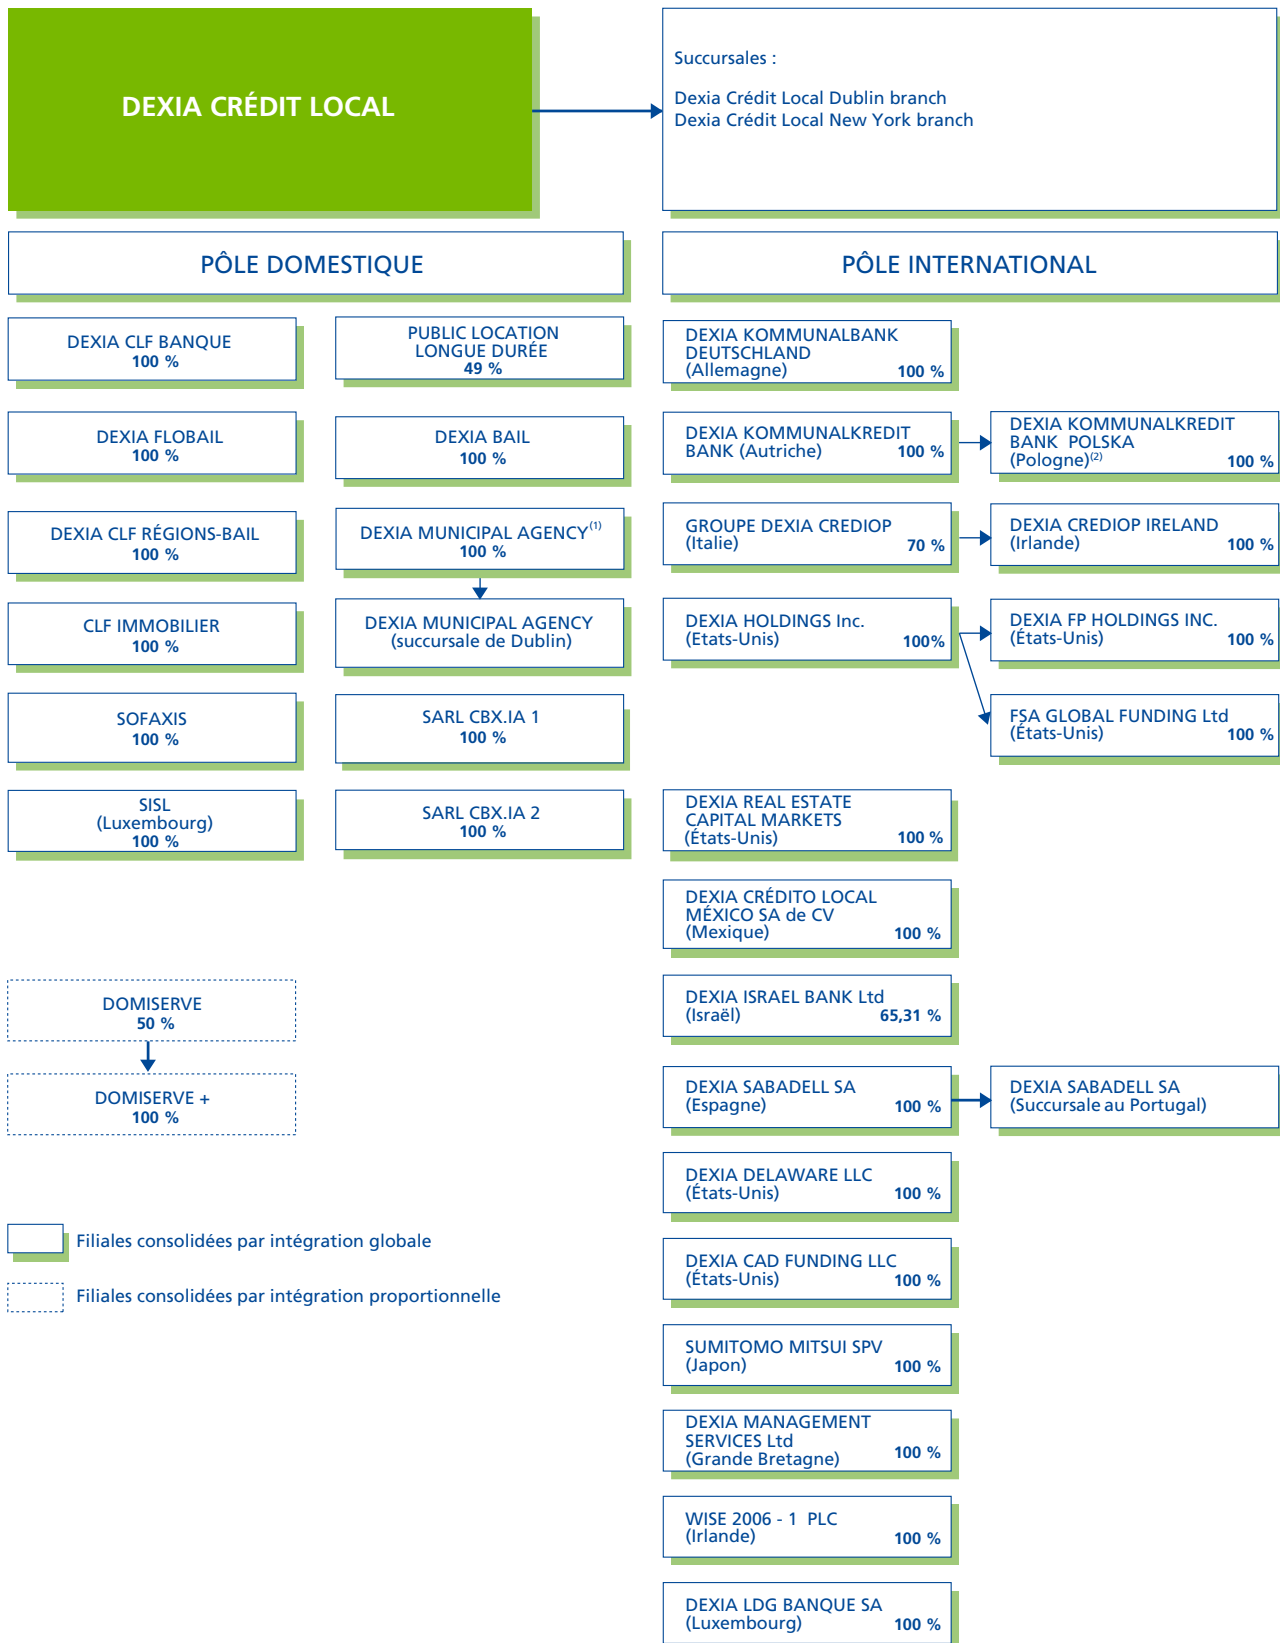 DEXIA CRÉDIT LOCAL
Succursales :
Dexia Crédit Local Dublin branch
Dexia Crédit Local New York branch
PÔLE DOMESTIQUE
DEXIA CLF BANQUE
100 %
PUBLIC LOCATION
LONGUE DURÉE
49 %
DEXIA FLOBAIL
100 %
DEXIA BAIL
100 %
DEXIA CLF RÉGIONS-BAIL
100 %
DEXIA MUNICIPAL AGENCY(1)
100 %
CLF IMMOBILIER
100 %
DEXIA MUNICIPAL AGENCY
(succursale de Dublin)
SOFAXIS
100 %
SARL CBX.IA 1
100 %
SISL
(Luxembourg)
100 %
SARL CBX.IA 2
100 %
DOMISERVE
50 %
DOMISERVE +
100 %
Filiales consolidées par intégration globale
Filiales consolidées par intégration proportionnelle
PÔLE INTERNATIONAL
DEXIA KOMMUNALBANK
DEUTSCHLAND
(Allemagne) 100 %
DEXIA KOMMUNALKREDIT
BANK (Autriche) 100 %
DEXIA KOMMUNALKREDIT
BANK POLSKA
(Pologne)(2) 100 %
GROUPE DEXIA CREDIOP
(Italie) 70 %
DEXIA CREDIOP IRELAND
(Irlande) 100 %
DEXIA HOLDINGS Inc.
(Etats-Unis) 100%
DEXIA FP HOLDINGS INC.
(États-Unis) 100 %
FSA GLOBAL FUNDING Ltd
(États-Unis) 100 %
DEXIA REAL ESTATE
CAPITAL MARKETS
(États-Unis) 100 %
DEXIA CRÉDITO LOCAL
MÉXICO SA de CV
(Mexique) 100 %
DEXIA ISRAEL BANK Ltd
(Israël) 65,31 %
DEXIA SABADELL SA
(Espagne) 100 %
DEXIA SABADELL SA
(Succursale au Portugal)
DEXIA DELAWARE LLC
(États-Unis) 100 %
DEXIA CAD FUNDING LLC
(États-Unis) 100 %
SUMITOMO MITSUI SPV
(Japon) 100 %
DEXIA MANAGEMENT
SERVICES Ltd
(Grande Bretagne) 100 %
WISE 2006 - 1 PLC
(Irlande) 100 %
DEXIA LDG BANQUE SA
(Luxembourg) 100 %